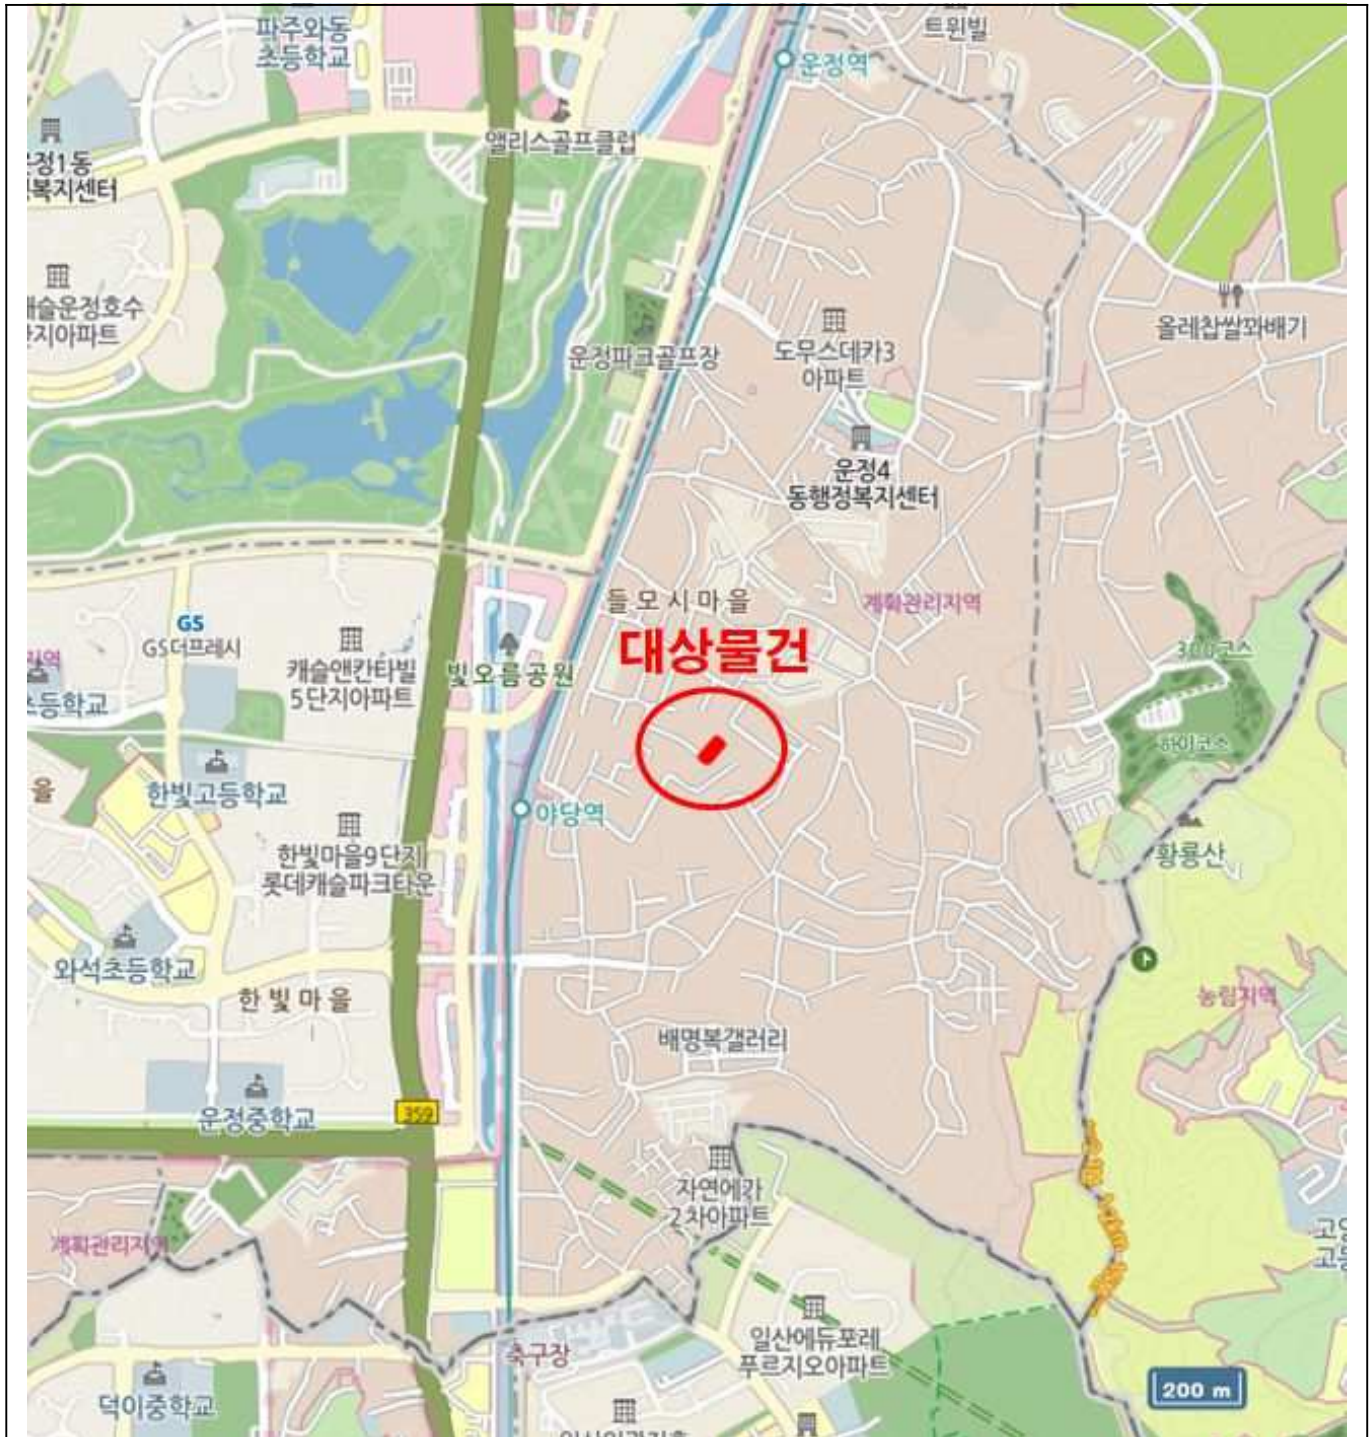 파주와동
초등학교
트윈빌
운정역
앨리스골프클럽
운정1동
복지센터
캐슬운정호수
단지아파트
운정파크골프장
도무스데카3
아파트
올레찹쌀꽈배기
운정4
동행정복지센터
들모시마을
계획관리지역
GS
GS더프레시
지역
초등학교
캐슬앤칸타빌
5단지아파트
빛오름공원
대상물건
300코스
하이코스
을
한빛고등학교
야당역
한빛마을9단지
롯데캐슬파크타운
황룡산
와석초등학교
한빛마을
농림지역
배명복갤러리
359
운정중학교
자연에가
2차아파트
계획관리지역
고양
고등
일산에듀포레
푸르지오아파트
축구장
덕이중학교
200 m